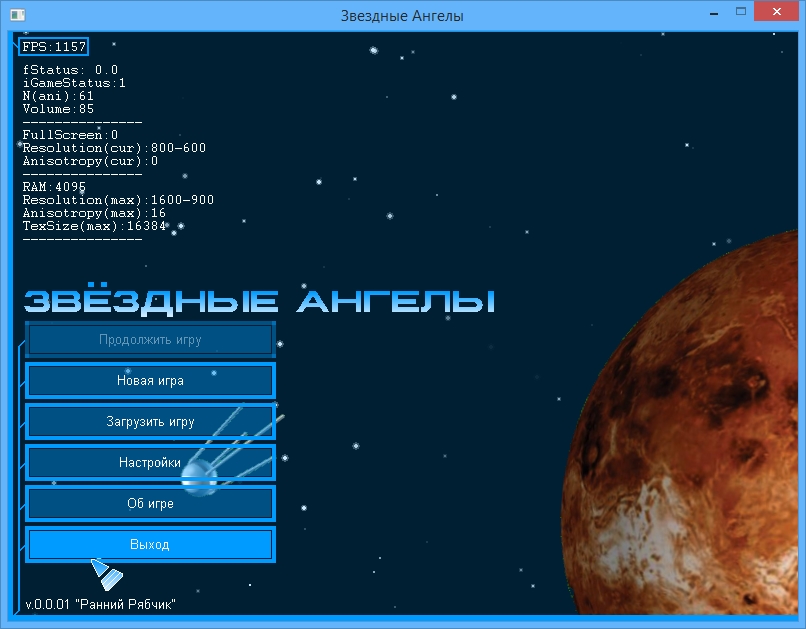 Звездные Ангелы
FPS:1157
fStatus: 0.0
iGameStatus:1
N(ani):61
Volume:85
---------------
FullScreen:0
Resolution(cur):800-600
Anisotropy(cur):0
---------------
RAM:4095
Resolution(max):1600-900
Anisotropy(max):16
TexSize(max):16384
---------------
ЗВЁЗДНЫЕ АНГЕЛЫ
Продолжить игру
Новая игра
Загрузить игру
Настройки
Об игре
Выход
v.0.0.01 "Ранний Рябчик"